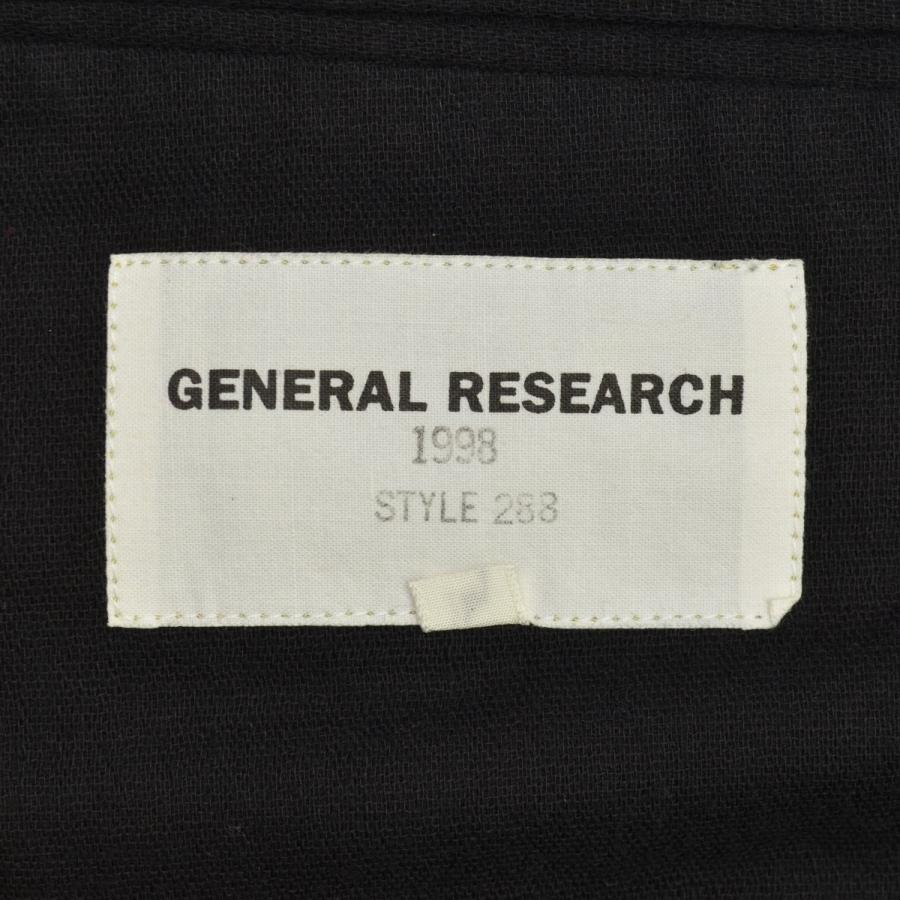 GENERAL RESEARCH
1998
STYLE 288